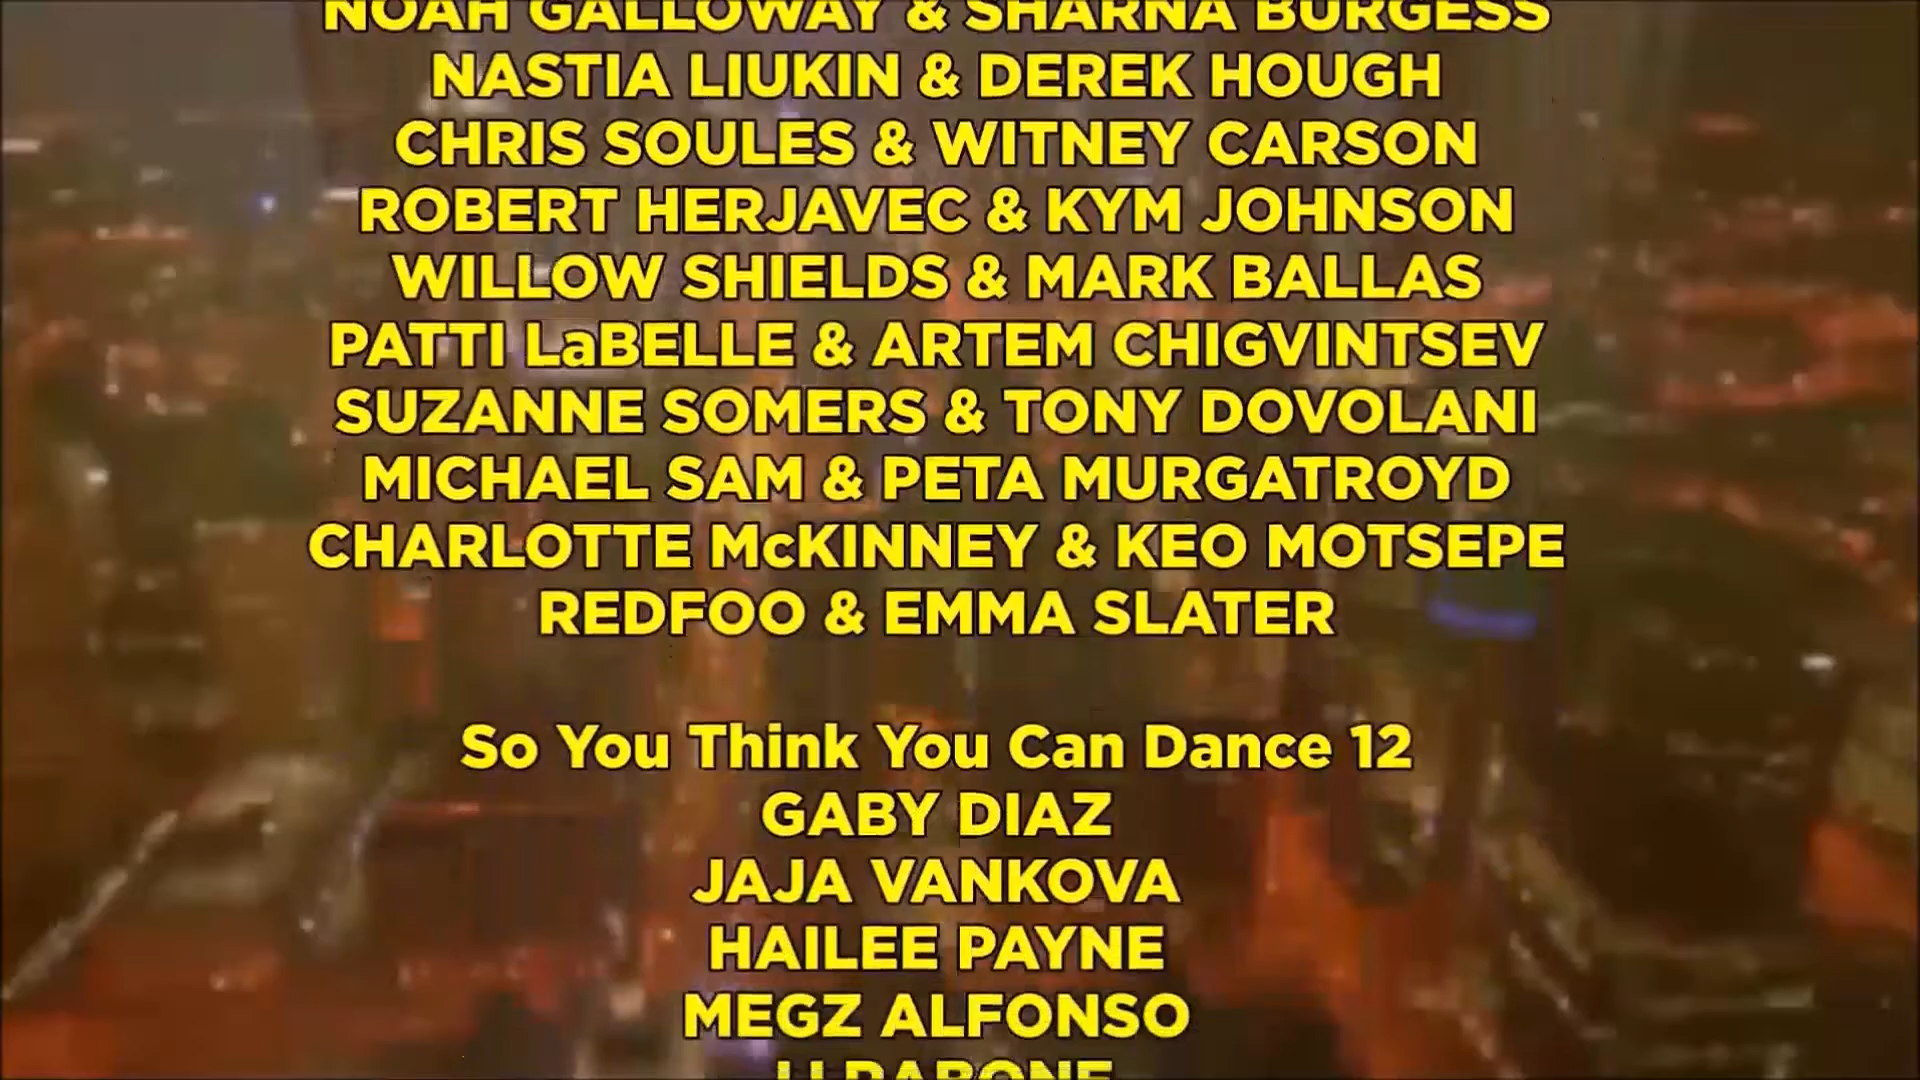 NOAH GALLOWAY & SHARNA BURGESS
NASTIA LIUKIN & DEREK HOUGH
CHRIS SOULES & WITNEY CARSON
ROBERT HERJAVEC & KYM JOHNSON
WILLOW SHIELDS & MARK BALLAS
PATTI LaBELLE & ARTEM CHIGVINTSEV
SUZANNE SOMERS & TONY DOVOLANI
MICHAEL SAM & PETA MURGATROYD
CHARLOTTE McKINNEY & KEO MOTSEPE
REDFOO & EMMA SLATER
So You Think You Can Dance 12
GABY DIAZ
JAJA VANKOVA
HAILEE PAYNE
MEGZ ALFONSO